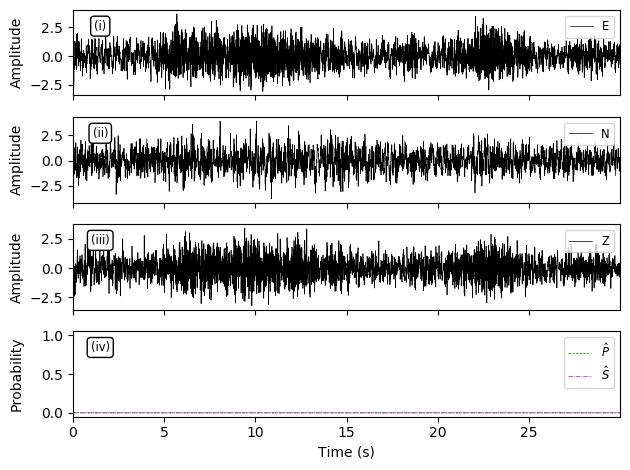 (i)
E
Amplitude
2.5
0.0
−2.5
(ii)
N
Amplitude
2.5
0.0
−2.5
(iii)
Z
Amplitude
2.5
0.0
−2.5
(iv)
P̂
Ŝ
Probability
1.0
0.5
0.0
0 5 10 15 20 25
Time (s)